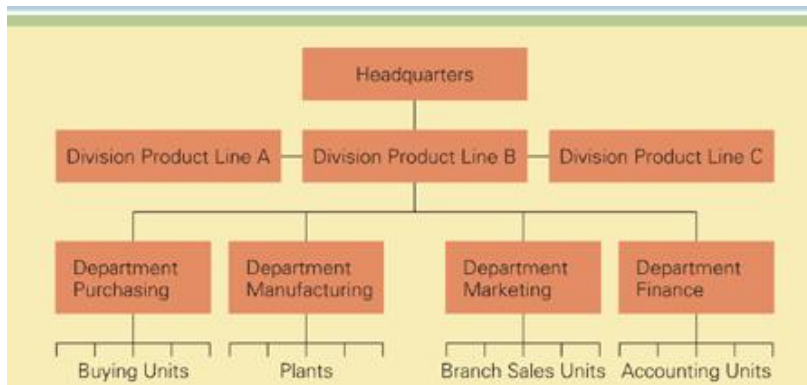 Headquarters
Division Product Line A
Division Product Line B
Division Product Line C
Department
Purchasing
Department
Manufacturing
Department
Marketing
Department
Finance
Buying Units
Plants
Branch Sales Units
Accounting Units